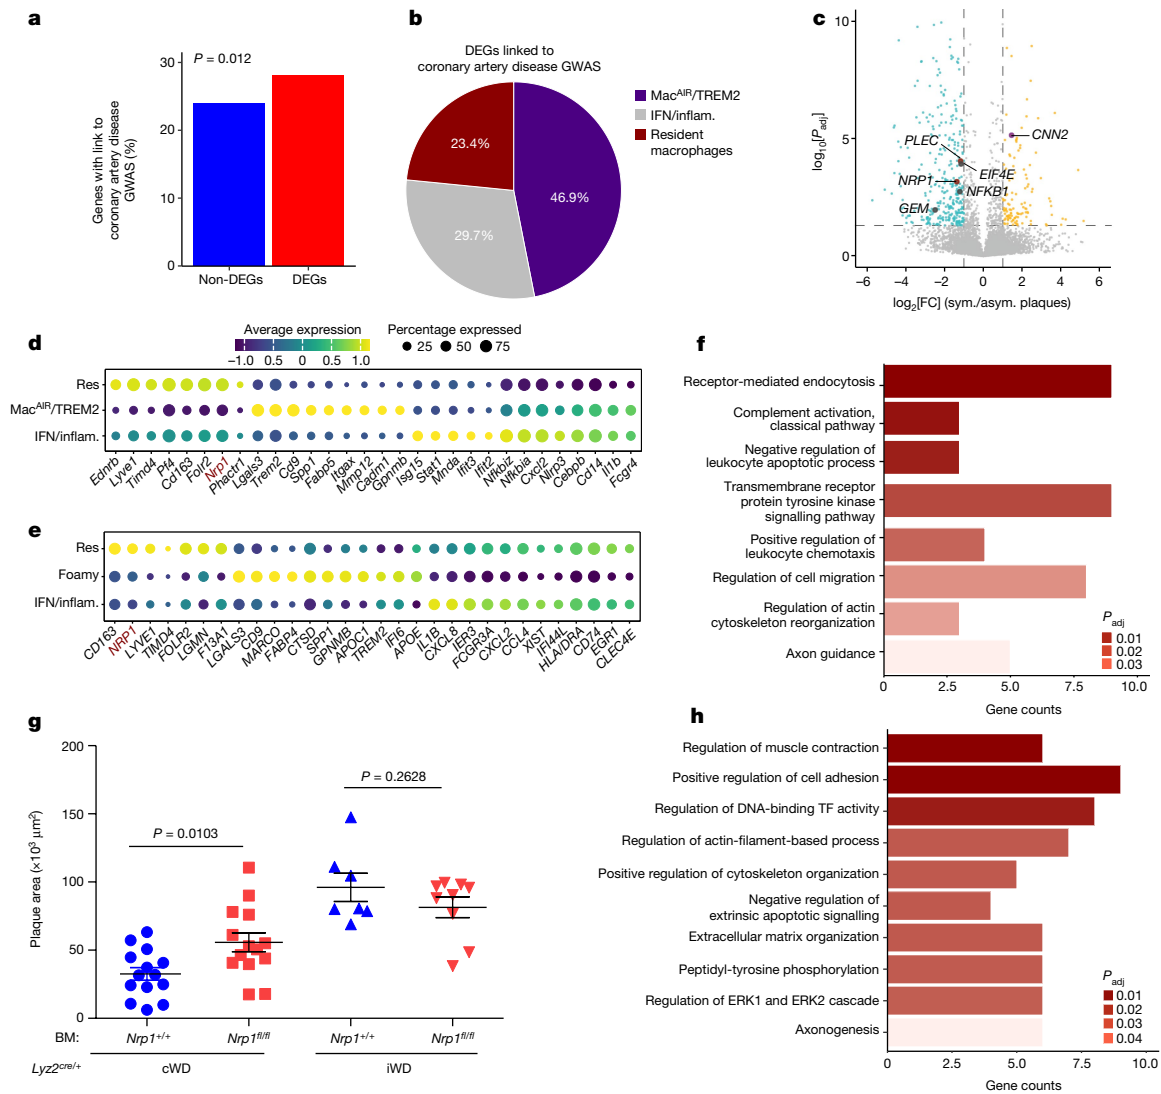 a
P = 0.012
Genes with link to
coronary artery disease
GWAS (%)
30
20
10
0
Non-DEGs
DEGs
b
DEGs linked to
coronary artery disease GWAS
23.4%
46.9%
29.7%
MacAIR/TREM2
IFN/inflam.
Resident
macrophages
c
log10[Padj]
10
5
0
PLEC
CNN2
EIF4E
NRP1
NFKB1
GEM
−6
−4
−2
0
2
4
6
log2[FC] (sym./asym. plaques)
d
Average expression
−1.0 0.5 0 0.5 1.0
Percentage expressed
25 50 75
Res
MacAIR/TREM2
IFN/inflam.
Ednrb
Lyve1
Timd4
Pf4
Cd163
Folr2
Nrp1
Phactr1
Lgals3
Trem2
Cd9
Spp1
Fabp5
Itgax
Mmp12
Cadm1
Gpnmb
Isg15
Stat1
Mnda
Ifit3
Ifit2
Nfkbiz
Nfkbia
Cxcl2
Nlrp3
Cebpb
Cd14
Il1b
Fcgr4
e
Res
Foamy
IFN/inflam.
CD163
NRP1
LYVE1
TIMD4
FOLR2
LGMN
F13A1
LGALS3
CD9
MARCO
FABP4
CTSD
SPP1
GPNMB
APOC1
TREM2
IFI6
APOE
IL1B
CXCL8
IER3
FCGR3A
CXCL2
CCL4
XIST
IFI44L
HLA/DRA
CD74
EGR1
CLEC4E
f
Receptor-mediated endocytosis
Complement activation,
classical pathway
Negative regulation of
leukocyte apoptotic process
Transmembrane receptor
protein tyrosine kinase
signalling pathway
Positive regulation of
leukocyte chemotaxis
Regulation of cell migration
Regulation of actin
cytoskeleton reorganization
Axon guidance
Padj
0.01
0.02
0.03
0
2.5
5.0
7.5
10.0
Gene counts
g
Plaque area (×10³ μm²)
200
150
100
50
0
P = 0.0103
P = 0.2628
BM:
Nrp1+/+
Nrp1fl/fl
Nrp1+/+
Nrp1fl/fl
Lyz2cre/+
cWD
iWD
h
Regulation of muscle contraction
Positive regulation of cell adhesion
Regulation of DNA-binding TF activity
Regulation of actin-filament-based process
Positive regulation of cytoskeleton organization
Negative regulation of
extrinsic apoptotic signalling
Extracellular matrix organization
Peptidyl-tyrosine phosphorylation
Regulation of ERK1 and ERK2 cascade
Axonogenesis
Padj
0.01
0.02
0.03
0.04
0
2.5
5.0
7.5
10.0
Gene counts